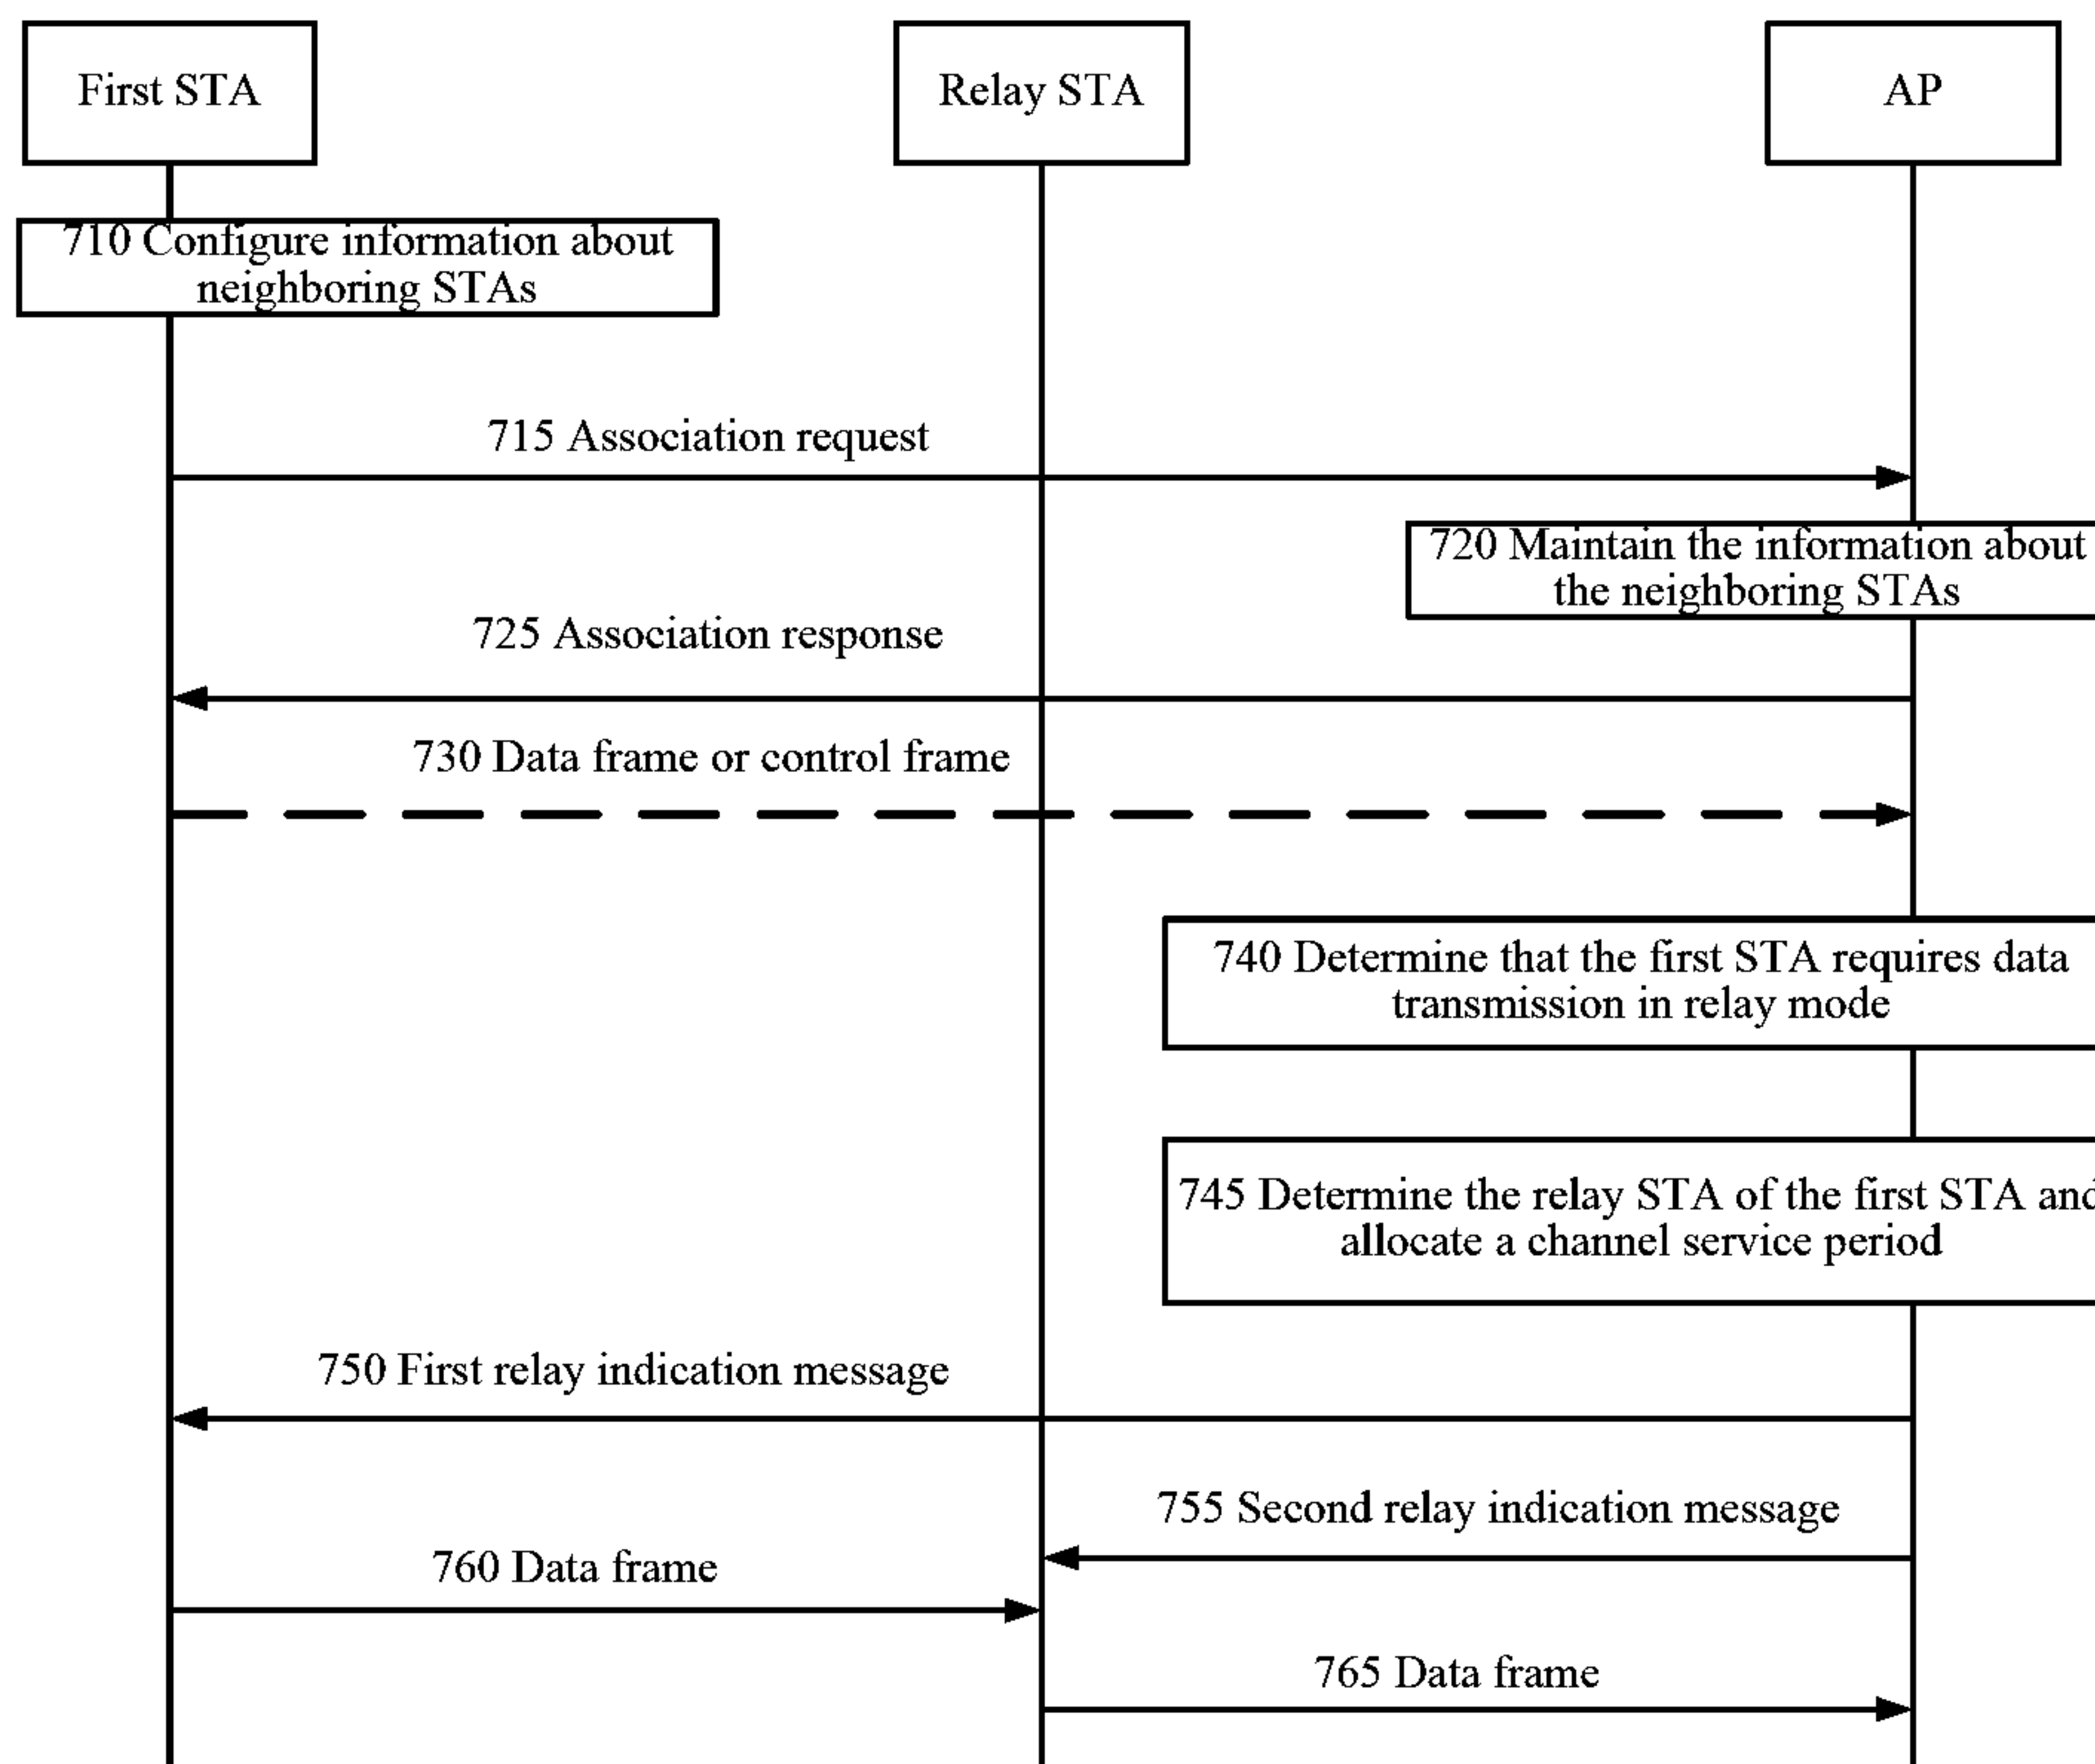 First STA
Relay STA
AP
710 Configure information about
neighboring STAs
715 Association request
720 Maintain the information about
the neighboring STAs
725 Association response
730 Data frame or control frame
740 Determine that the first STA requires data
transmission in relay mode
745 Determine the relay STA of the first STA and
allocate a channel service period
750 First relay indication message
755 Second relay indication message
760 Data frame
765 Data frame